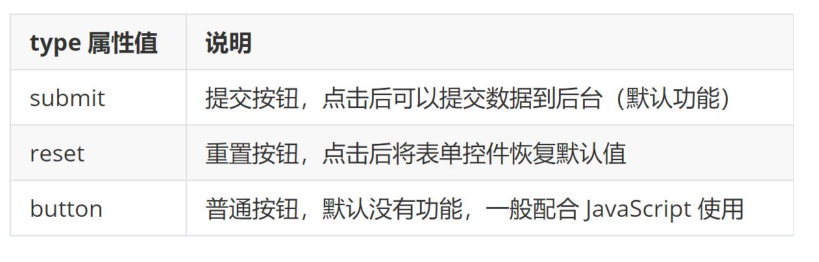 type 属性值 说明
submit 提交按钮，点击后可以提交数据到后台（默认功能）
reset 重置按钮，点击后将表单控件恢复默认值
button 普通按钮，默认没有功能，一般配合 JavaScript 使用